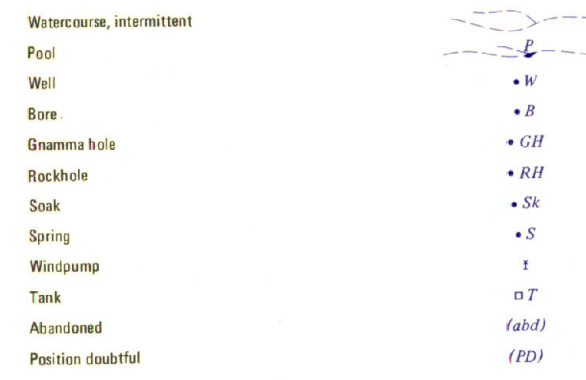 Watercourse, intermittent
Pool P
Well W
Bore B
Gnamma hole GH
Rockhole RH
Soak Sk
Spring S
Windpump
Tank T
Abandoned (abd)
Position doubtful (PD)